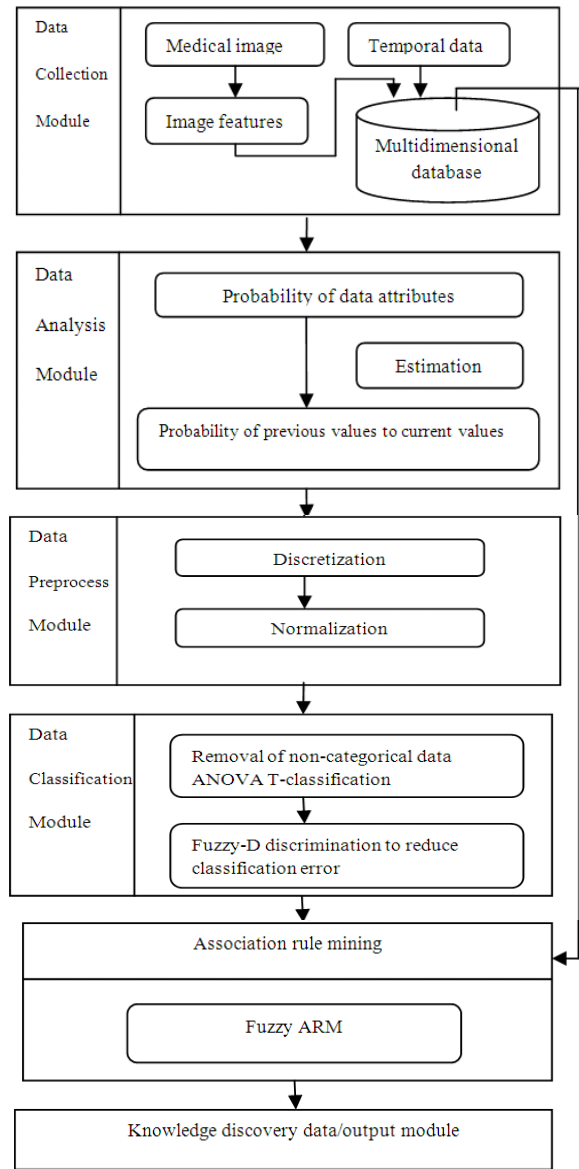 Data
Collection
Module
Medical image
Temporal data
Image features
Multidimensional
database
Data
Analysis
Module
Probability of data attributes
Estimation
Probability of previous values to current values
Data
Preprocess
Module
Discretization
Normalization
Data
Classification
Module
Removal of non-categorical data
ANOVA T-classification
Fuzzy-D discrimination to reduce
classification error
Association rule mining
Fuzzy ARM
Knowledge discovery data/output module